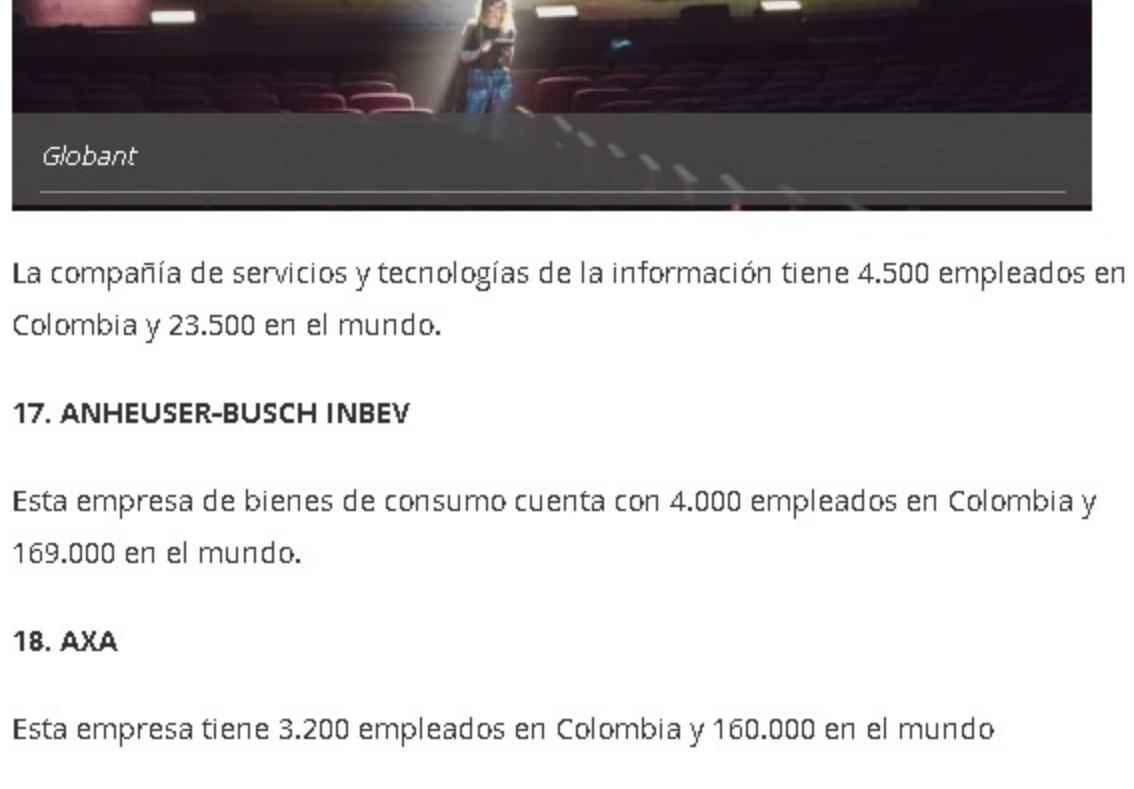 Globant
La compañía de servicios y tecnologías de la información tiene 4.500 empleados en
Colombia y 23.500 en el mundo.
17. ANHEUSER-BUSCH INBEV
Esta empresa de bienes de consumo cuenta con 4.000 empleados en Colombia y
169.000 en el mundo.
18. AXA
Esta empresa tiene 3.200 empleados en Colombia y 160.000 en el mundo